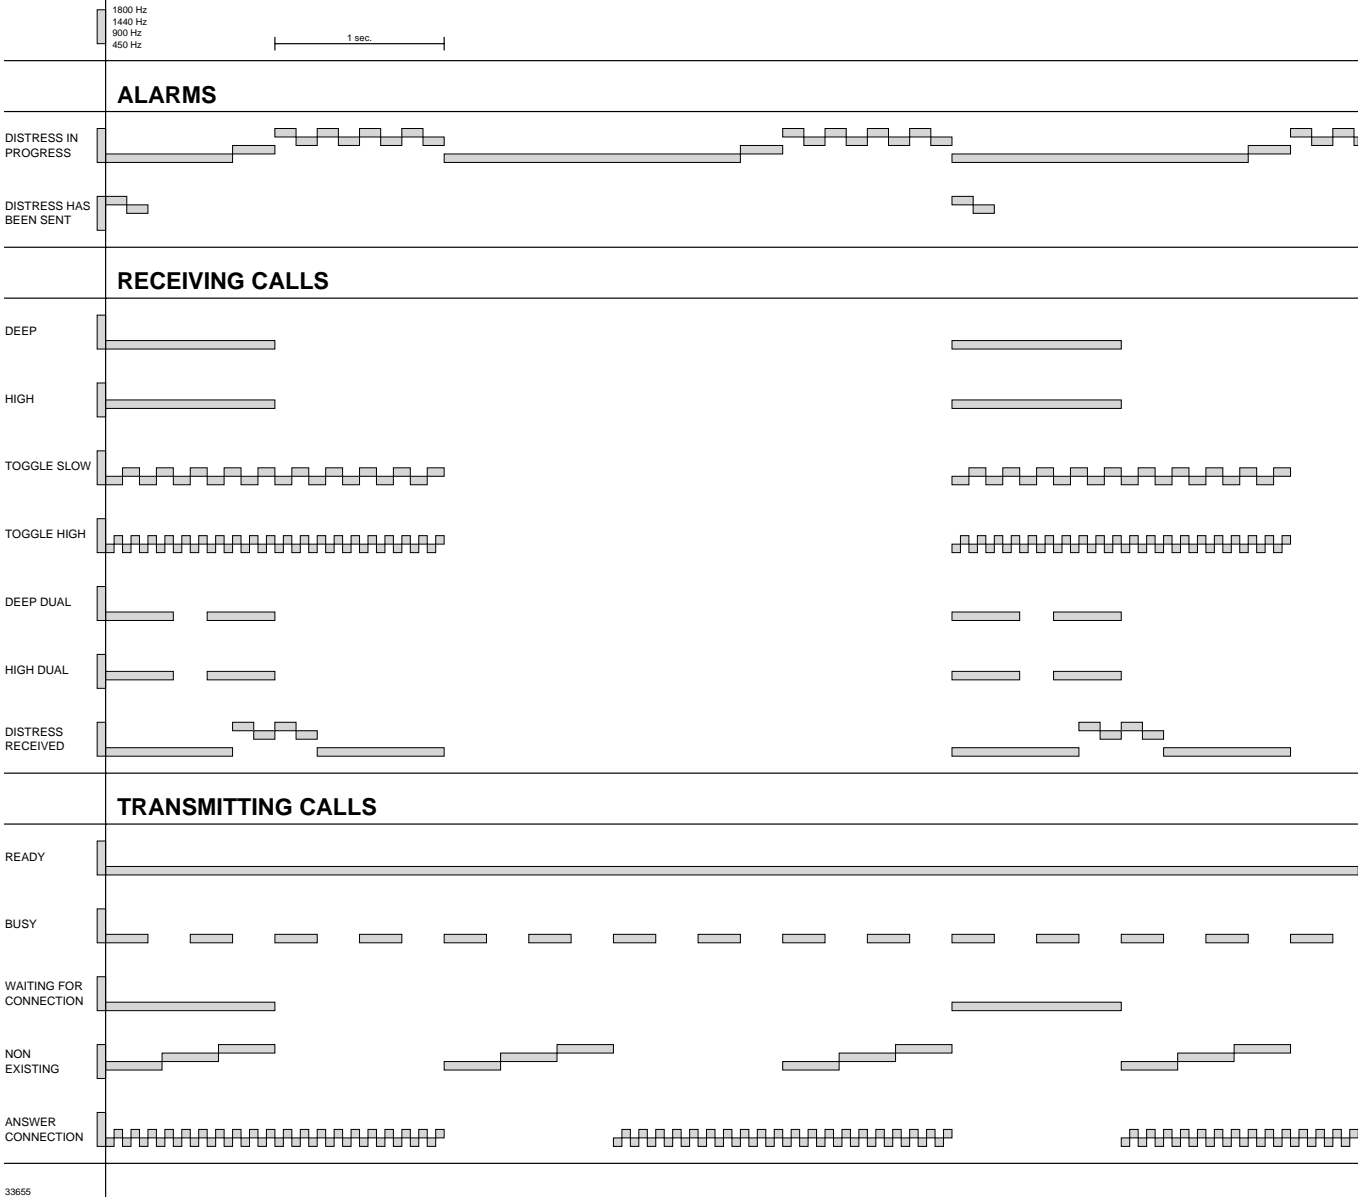 1800 Hz
1440 Hz
900 Hz
450 Hz
1 sec.
ALARMS
DISTRESS IN
PROGRESS
DISTRESS HAS
BEEN SENT
RECEIVING CALLS
DEEP
HIGH
TOGGLE SLOW
TOGGLE HIGH
DEEP DUAL
HIGH DUAL
DISTRESS
RECEIVED
TRANSMITTING CALLS
READY
BUSY
WAITING FOR
CONNECTION
NON
EXISTING
ANSWER
CONNECTION
33655